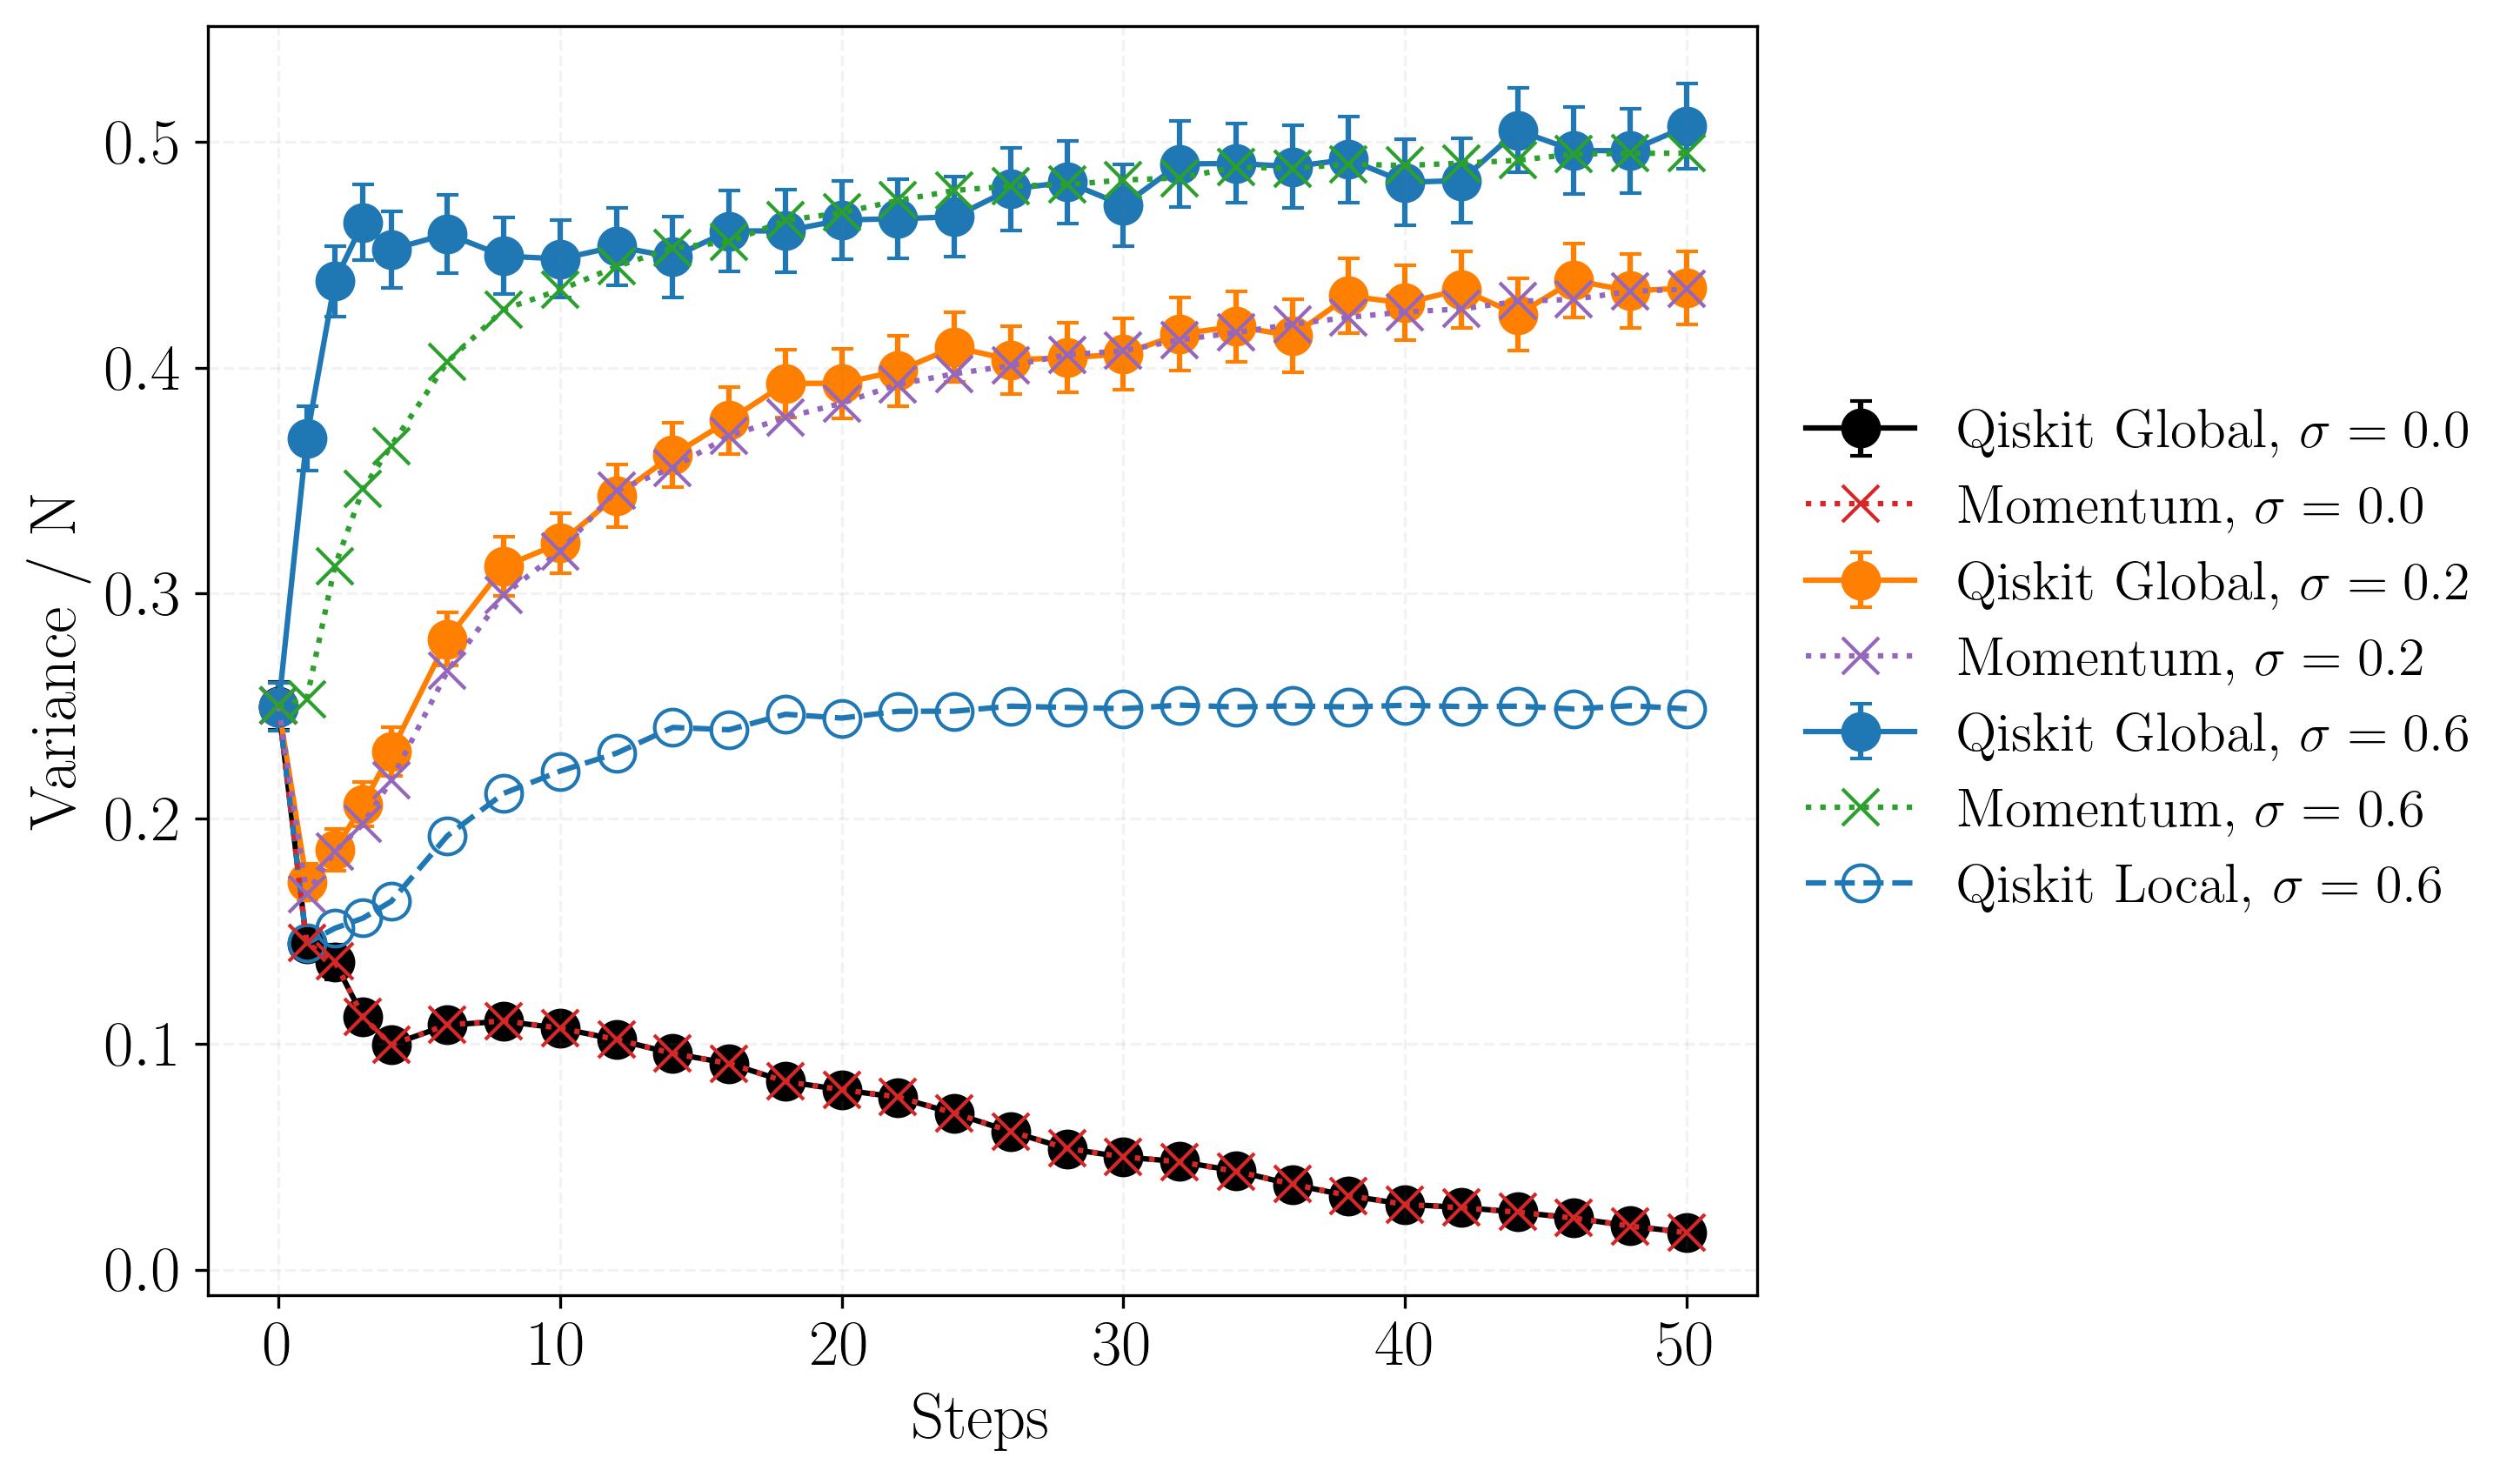 Variance / N
0.5
0.4
0.3
0.2
0.1
0.0
0 10 20 30 40 50
Steps
Qiskit Global, σ = 0.0
Momentum, σ = 0.0
Qiskit Global, σ = 0.2
Momentum, σ = 0.2
Qiskit Global, σ = 0.6
Momentum, σ = 0.6
Qiskit Local, σ = 0.6